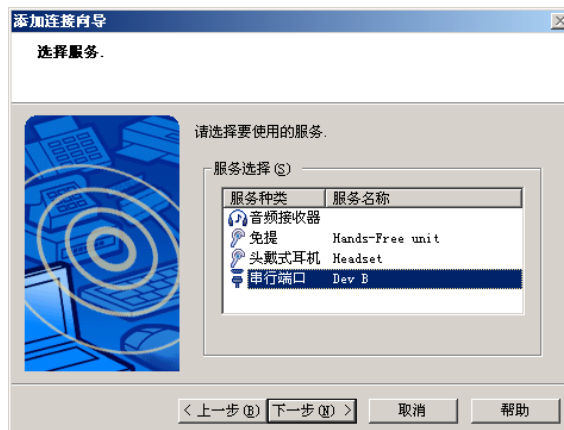 添加连接向导
选择服务.
请选择要使用的服务.
服务选择(S)
服务种类 服务名称
音频接收器
免提 Hands-Free unit
头戴式耳机 Headset
串行端口 Dev B
<上一步(B) 下一步(N)> 取消 帮助